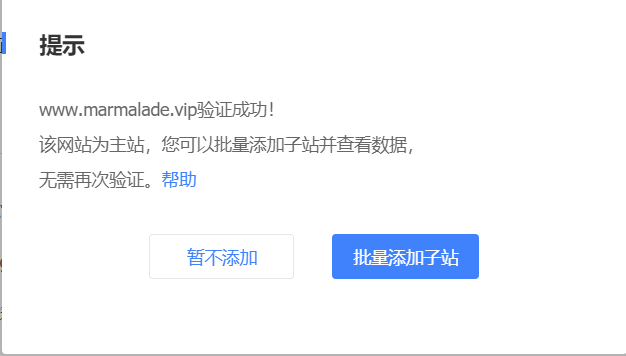 提示
www.marmalade.vip验证成功！
该网站为主站，您可以批量添加子站并查看数据，
无需再次验证。帮助
暂不添加 批量添加子站